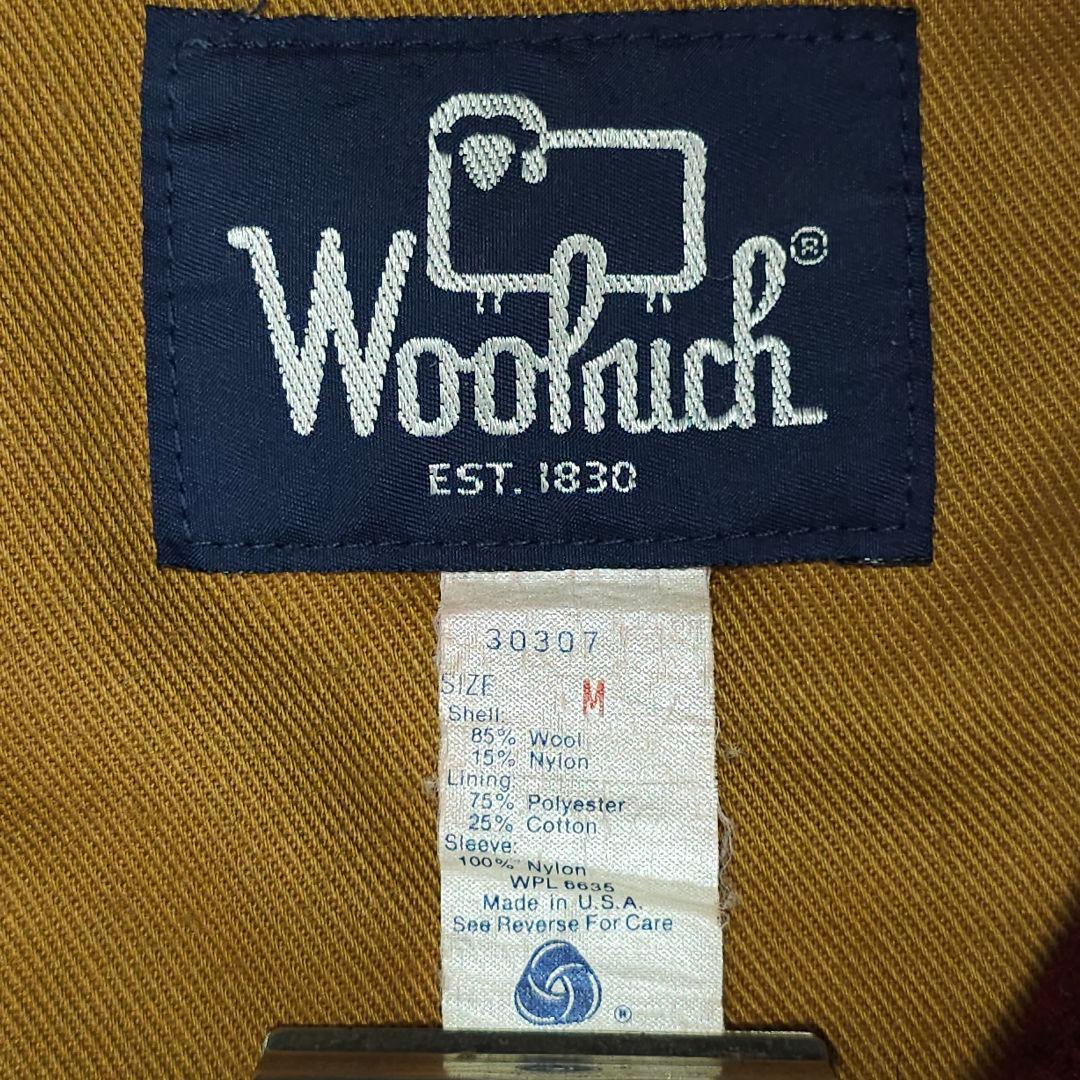 Woolrich®
EST. 1830
30307
SIZE M
Shell:
85% Wool
15% Nylon
Lining
75% Polyester
25% Cotton
Sleeve:
100% Nylon
WPL 6635
Made in U.S.A.
See Reverse For Care
®